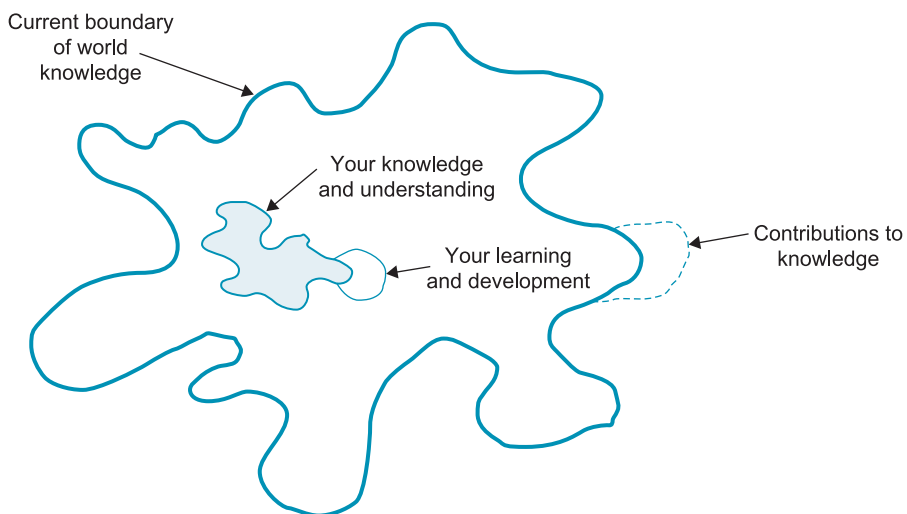 Current boundary
of world
knowledge
Your knowledge
and understanding
Your learning
and development
Contributions to
knowledge